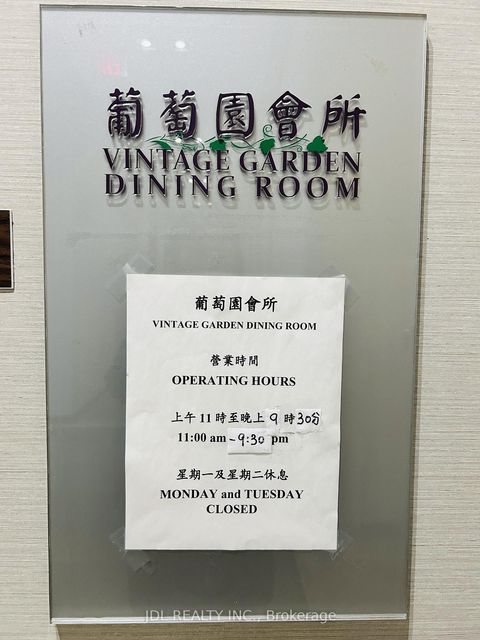 葡萄園會所
VINTAGE GARDEN
DINING ROOM
葡萄園會所
VINTAGE GARDEN DINING ROOM
營業時間
OPERATING HOURS
上午 11 時至晚上 9 時 30分
11:00 am - 9:30 pm
星期一及星期二休息
MONDAY and TUESDAY
CLOSED
JDL REALTY INC., Brokerage